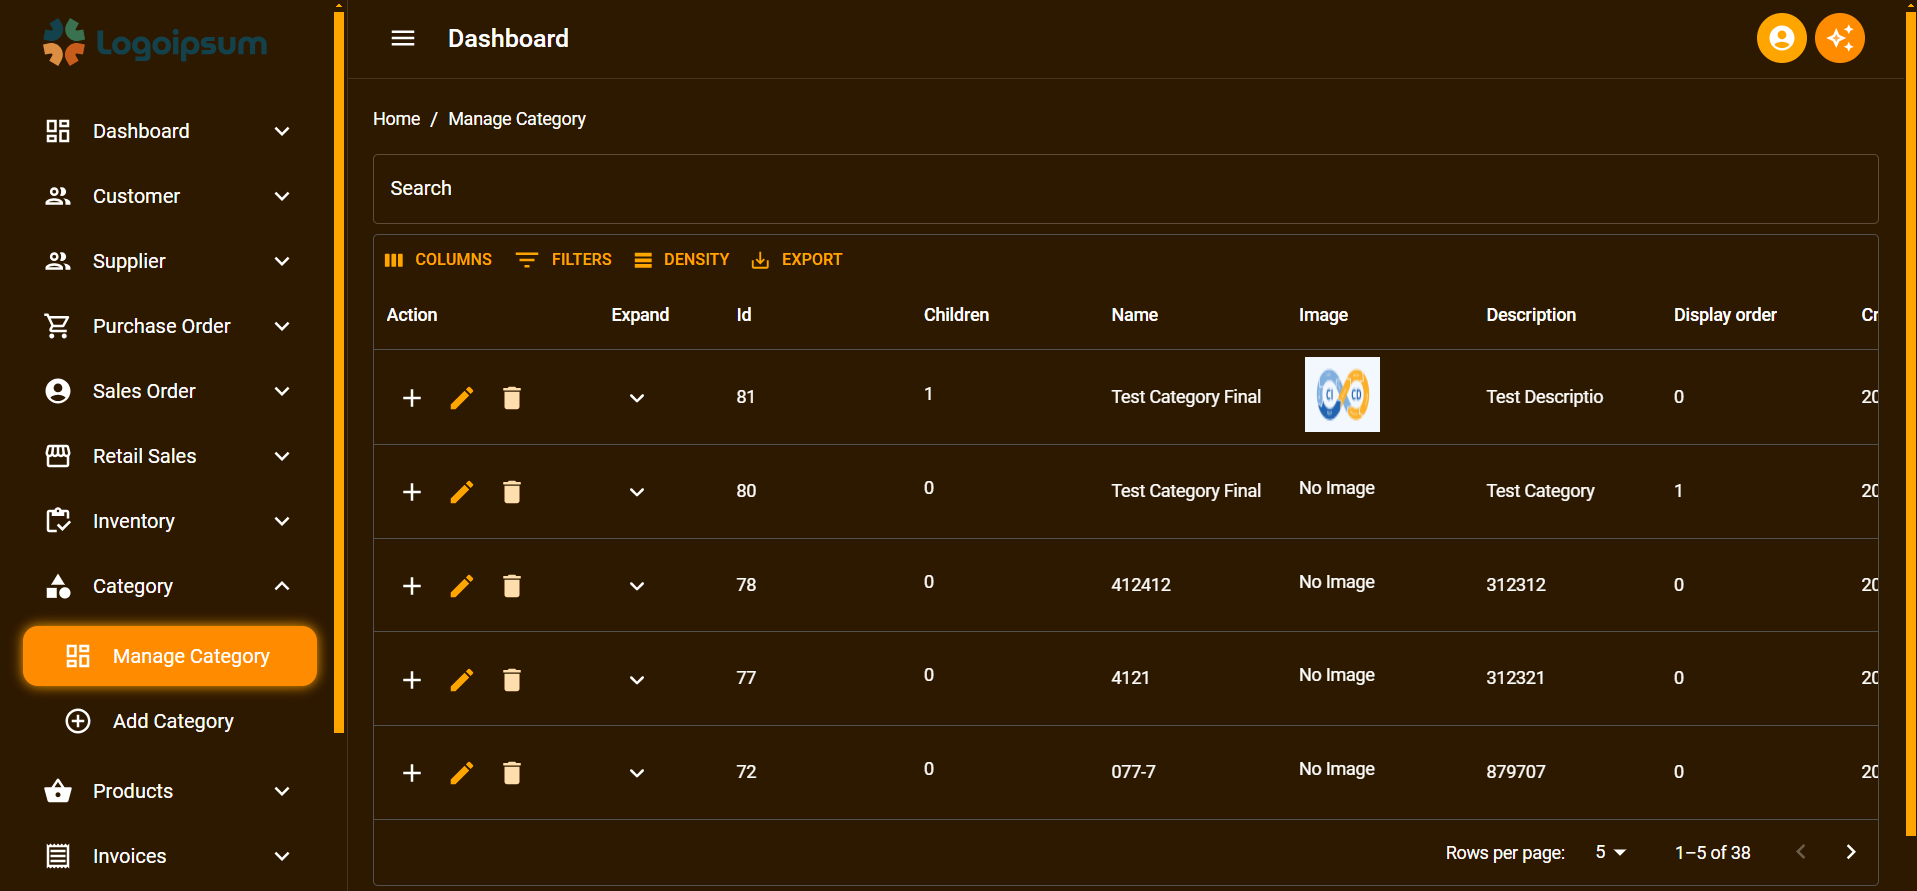 Logoipsum
Dashboard
Customer
Supplier
Purchase Order
Sales Order
Retail Sales
Inventory
Category
Manage Category
Add Category
Products
Invoices
Dashboard
Home / Manage Category
Search
COLUMNS FILTERS DENSITY EXPORT
Action Expand Id Children Name Image Description Display order Cr
81 1 Test Category Final CI CD Test Descriptio 0 20
80 0 Test Category Final No Image Test Category 1 20
78 0 412412 No Image 312312 0 20
77 0 4121 No Image 312321 0 20
72 0 077-7 No Image 879707 0 20
Rows per page: 5 1–5 of 38